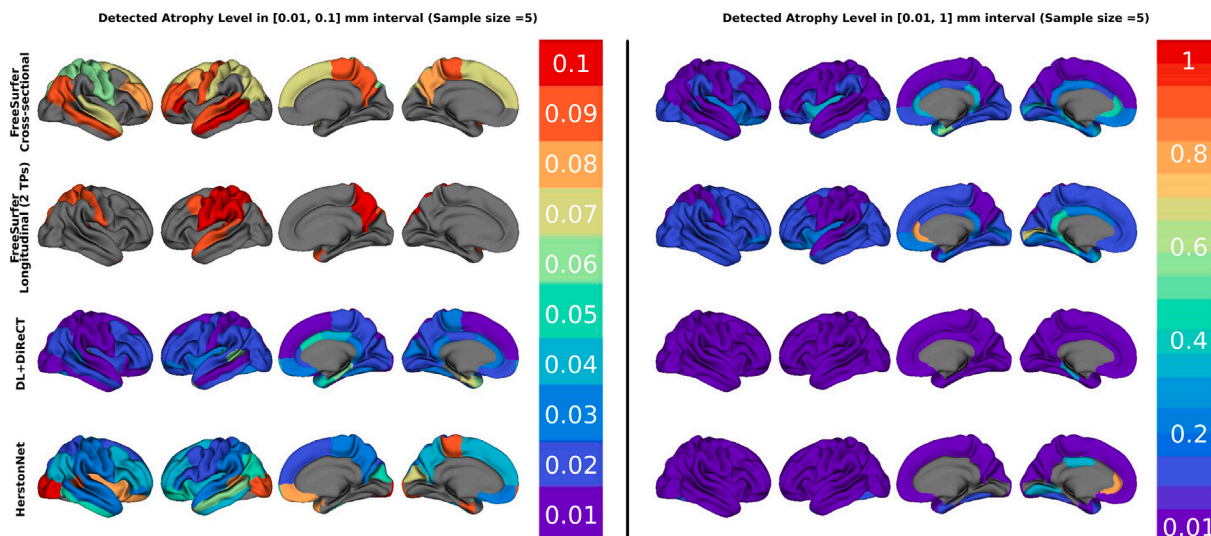 Detected Atrophy Level in [0.01, 0.1] mm interval (Sample size =5)
Detected Atrophy Level in [0.01, 1] mm interval (Sample size =5)
FreeSurfer
Cross-sectional
FreeSurfer
Longitudinal (2 TPs)
DL+DiReCT
HerstonNet
0.1
0.09
0.08
0.07
0.06
0.05
0.04
0.03
0.02
0.01
1
0.8
0.6
0.4
0.2
0.01